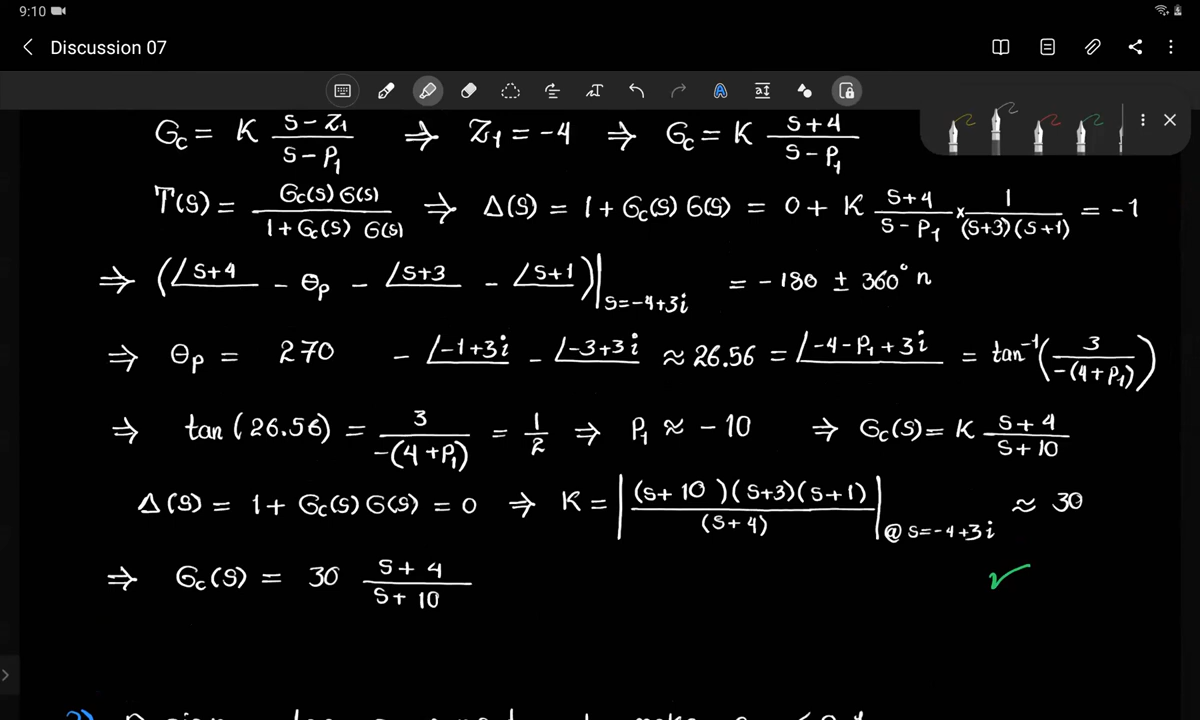 9:10
Discussion 07
Gc = K (s - Z1)/(s - P1) ⇒ Z1 = -4 ⇒ Gc = K (s+4)/(s - P1)
T(s) = Gc(s) G(s)/(1 + Gc(s) G(s)) ⇒ Δ(s) = 1 + Gc(s) G(s) = 0 + K (s+4)/(s - P1) × 1/((s+3)(s+1)) = -1
⇒ (∠s+4 - θp - ∠s+3 - ∠s+1)|s=-4+3i = -180 ± 360° n
⇒ θp = 270 - ∠-1+3i - ∠-3+3i ≈ 26.56 = ∠-4-P1+3i = tan⁻¹(3/-(4+P1))
⇒ tan(26.56) = 3/-(4+P1) = 1/2 ⇒ P1 ≈ -10 ⇒ Gc(s) = K (s+4)/(s+10)
Δ(s) = 1 + Gc(s) G(s) = 0 ⇒ K = |(s+10)(s+3)(s+1)/(s+4)|@ s=-4+3i ≈ 30
⇒ Gc(s) = 30 (s+4)/(s+10) ✓